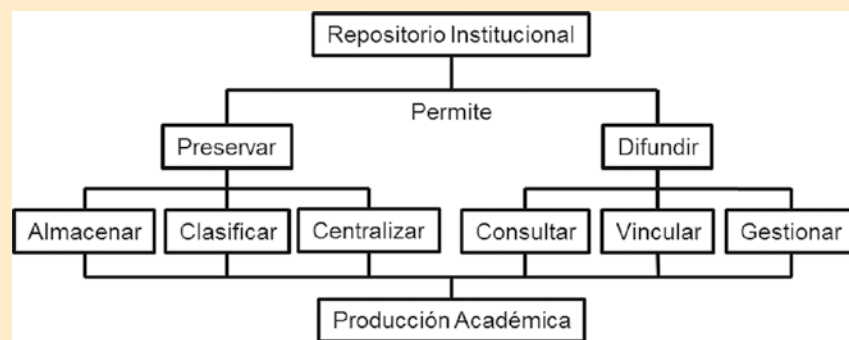 Repositorio Institucional
Permite
Preservar
Difundir
Almacenar
Clasificar
Centralizar
Consultar
Vincular
Gestionar
Producción Académica